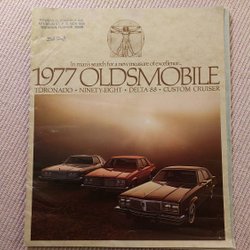 In man's search for a new measure of excellence...
1977 OLDSMOBILE
TORONADO • NINETY-EIGHT • DELTA 88 • CUSTOM CRUISER